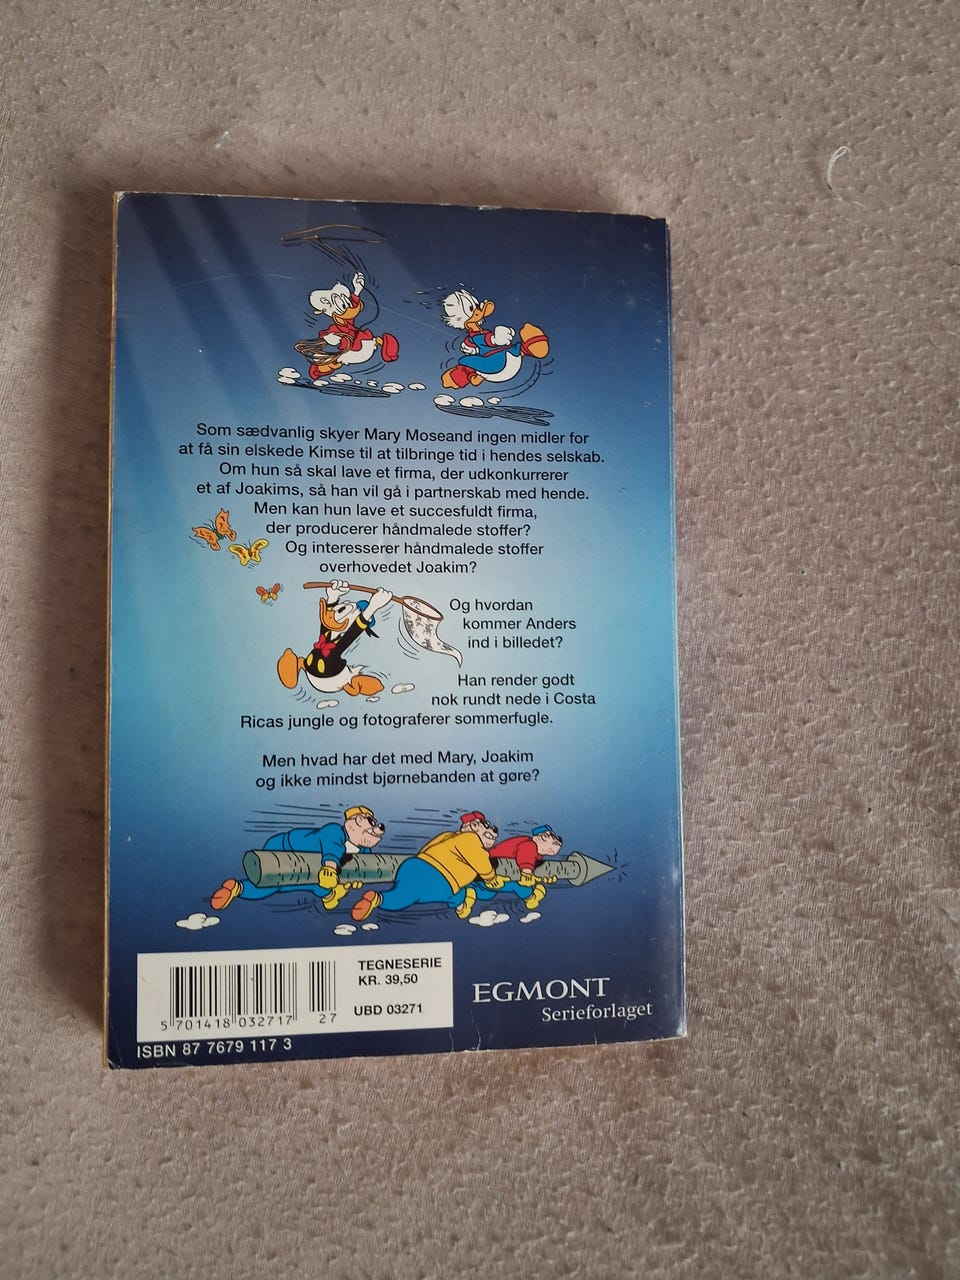 Som sædvanlig skyer Mary Moseand ingen midler for
at få sin elskede Kimse til at tilbringe tid i hendes selskab.
Om hun så skal lave et firma, der udkonkurrerer
et af Joakims, så han vil gå i partnerskab med hende.
Men kan hun lave et succesfuldt firma,
der producerer håndmalede stoffer?
Og interesserer håndmalede stoffer
overhovedet Joakim?
Og hvordan
kommer Anders
ind i billedet?
Han render godt
nok rundt nede i Costa
Ricas jungle og fotograferer sommerfugle.
Men hvad har det med Mary, Joakim
og ikke mindst bjørnebanden at gøre?
TEGNESERIE
KR. 39,50
UBD 03271
5 701418 032717 27
ISBN 87 7679 117 3
EGMONT
Serieforlaget